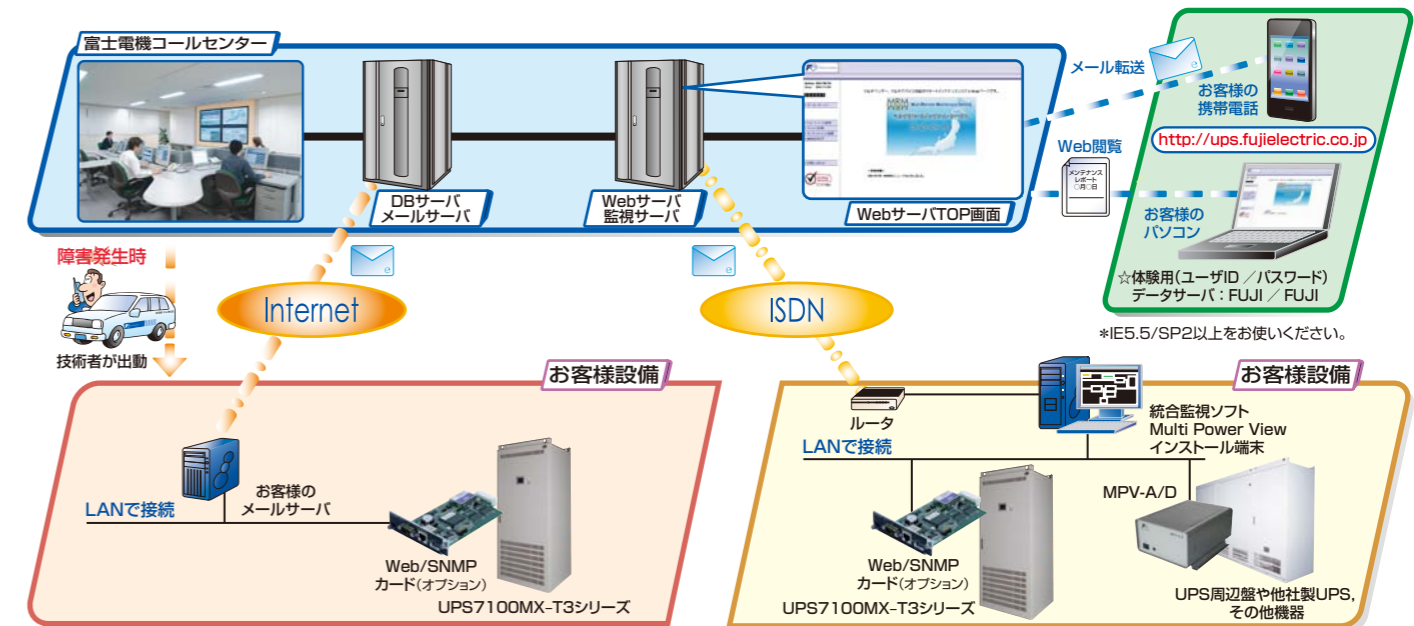 富士電機コールセンター
DBサーバ
メールサーバ
Webサーバ
監視サーバ
MRM
WebサーバTOP画面
メール転送
お客様の
携帯電話
http://ups.fujielectric.co.jp
Web閲覧
メンテナンス
レポート
○月○日
お客様の
パソコン
☆体験用(ユーザID／パスワード)
データサーバ：FUJI／FUJI
*IE5.5/SP2以上をお使いください。
障害発生時
技術者が出動
Internet
ISDN
お客様設備
LANで接続
お客様の
メールサーバ
Web/SNMP
カード(オプション)
UPS7100MX-T3シリーズ
お客様設備
ルータ
LANで接続
統合監視ソフト
Multi Power View
インストール端末
MPV-A/D
Web/SNMP
カード(オプション)
UPS7100MX-T3シリーズ
UPS周辺盤や他社製UPS,
その他機器